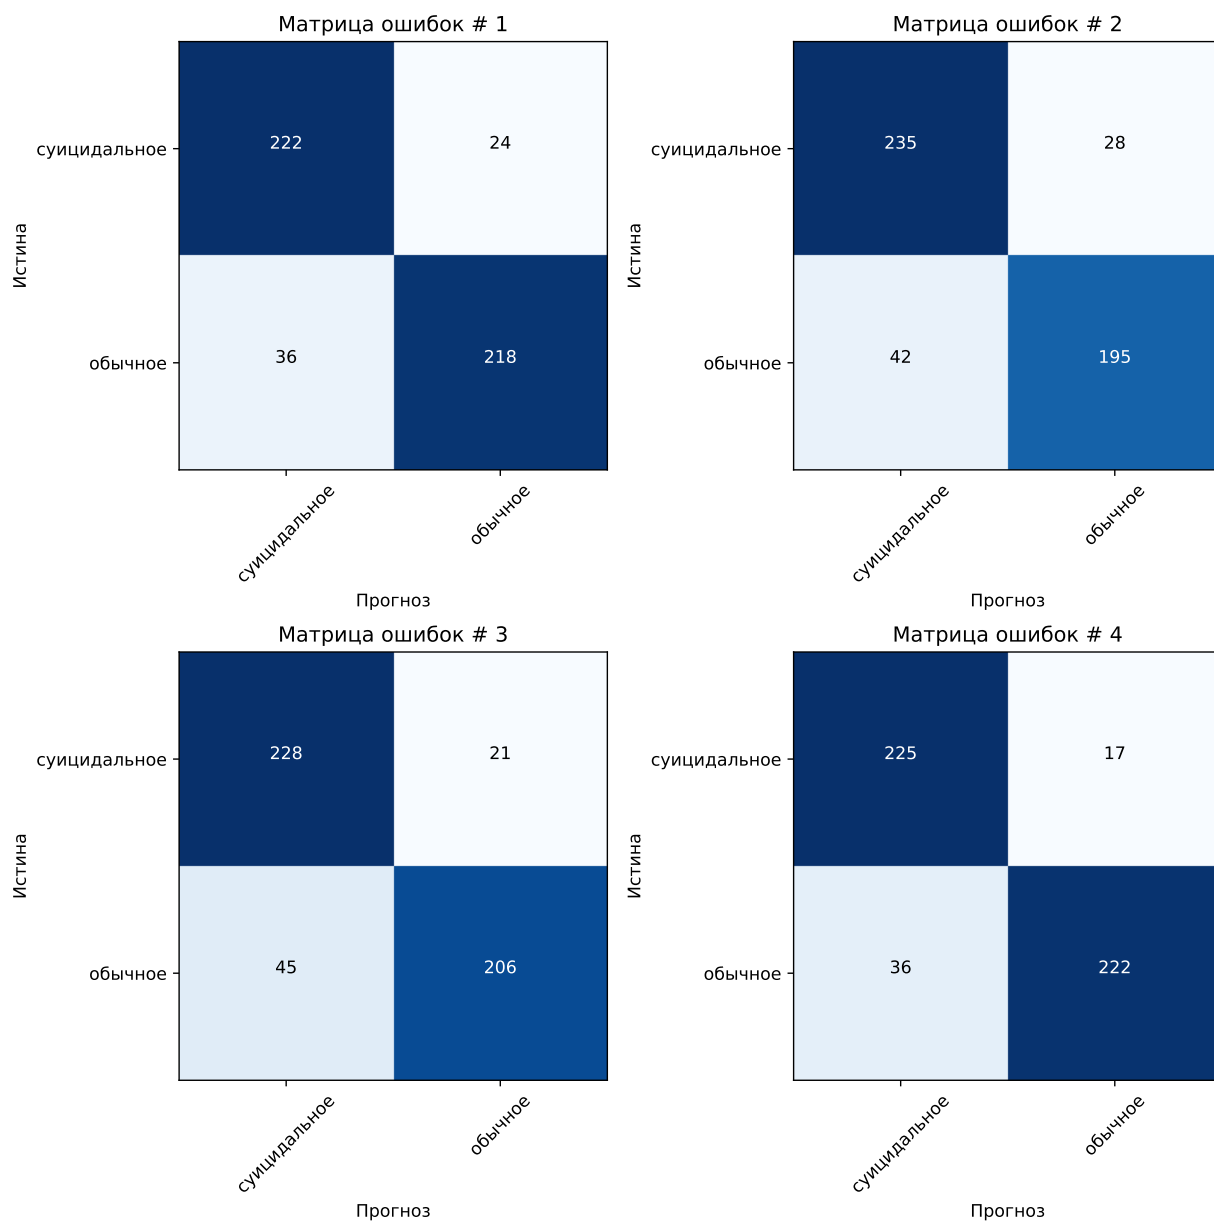 Матрица ошибок # 1
суицидальное
222
24
Истина
обычное
36
218
суицидальное
обычное
Прогноз
Матрица ошибок # 2
суицидальное
235
28
Истина
обычное
42
195
суицидальное
обычное
Прогноз
Матрица ошибок # 3
суицидальное
228
21
Истина
обычное
45
206
суицидальное
обычное
Прогноз
Матрица ошибок # 4
суицидальное
225
17
Истина
обычное
36
222
суицидальное
обычное
Прогноз